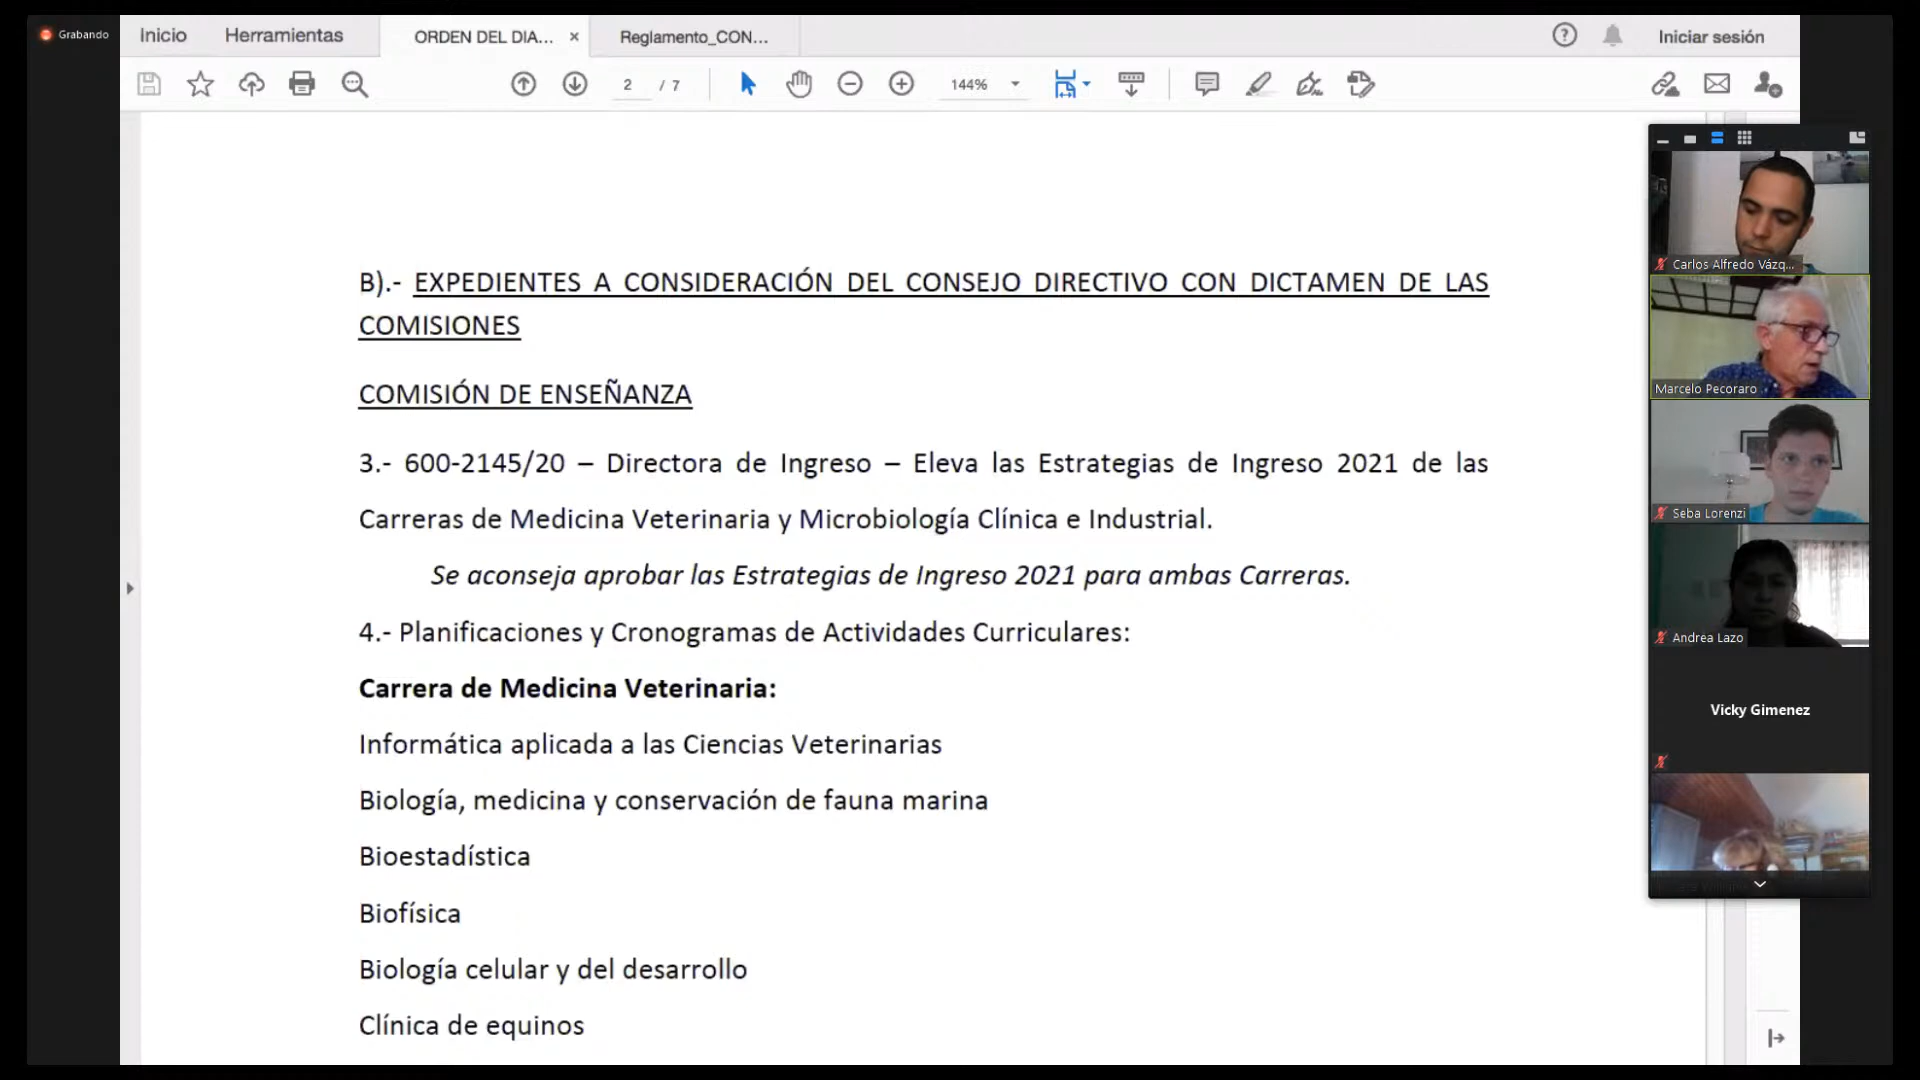 Grabando
Inicio
Herramientas
ORDEN DEL DIA...
Reglamento_CON...
Iniciar sesión
2 / 7
144%
B).- EXPEDIENTES A CONSIDERACIÓN DEL CONSEJO DIRECTIVO CON DICTAMEN DE LAS
COMISIONES
COMISIÓN DE ENSEÑANZA
3.- 600-2145/20 – Directora de Ingreso – Eleva las Estrategias de Ingreso 2021 de las
Carreras de Medicina Veterinaria y Microbiología Clínica e Industrial.
Se aconseja aprobar las Estrategias de Ingreso 2021 para ambas Carreras.
4.- Planificaciones y Cronogramas de Actividades Curriculares:
Carrera de Medicina Veterinaria:
Informática aplicada a las Ciencias Veterinarias
Biología, medicina y conservación de fauna marina
Bioestadística
Biofísica
Biología celular y del desarrollo
Clínica de equinos
Carlos Alfredo Vázq...
Marcelo Pecoraro
Seba Lorenzi
Andrea Lazo
Vicky Gimenez